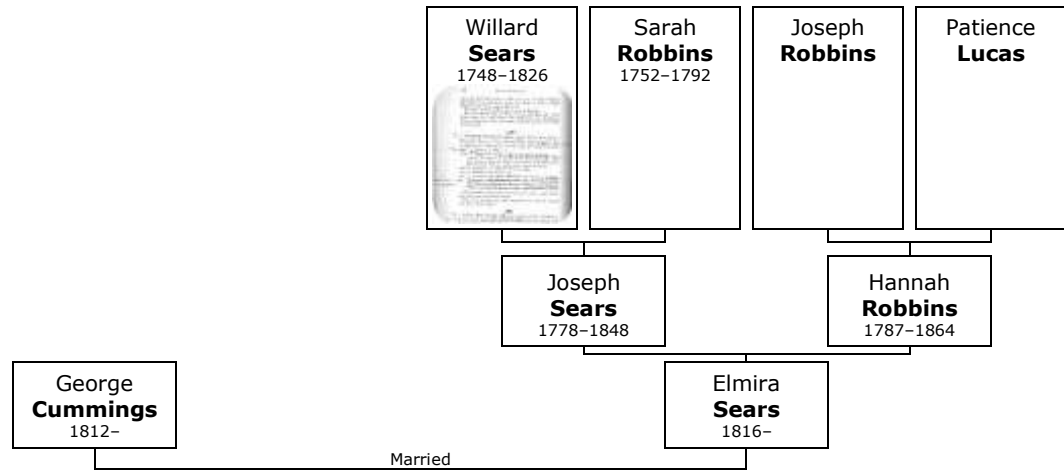 Willard
Sears
1748–1826
Sarah
Robbins
1752–1792
Joseph
Robbins
Patience
Lucas
Joseph
Sears
1778–1848
Hannah
Robbins
1787–1864
George
Cummings
1812–
Elmira
Sears
1816–
Married